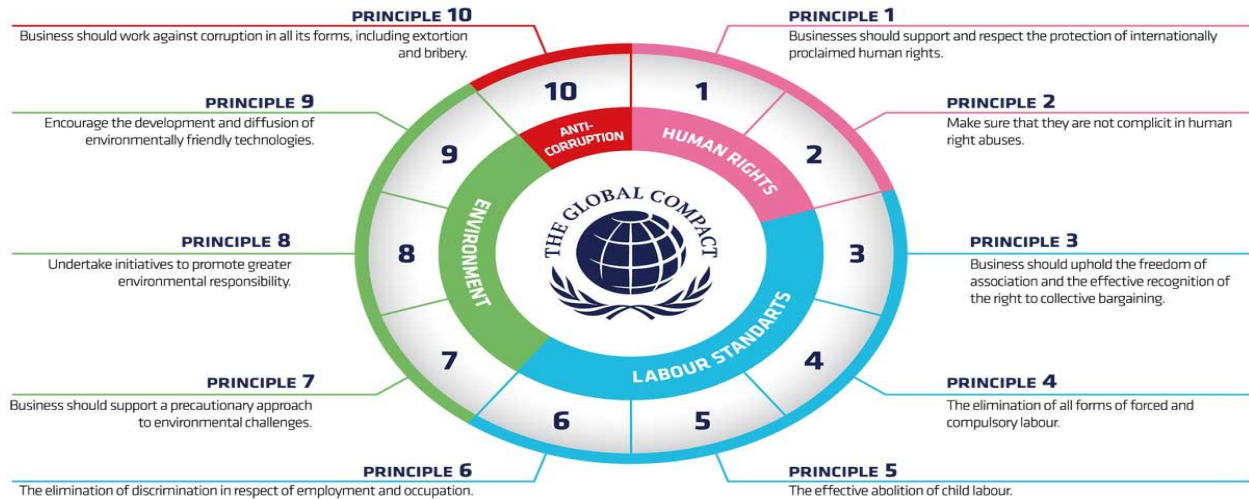 PRINCIPLE 10
Business should work against corruption in all its forms, including extortion
and bribery.
PRINCIPLE 1
Businesses should support and respect the protection of internationally
proclaimed human rights.
PRINCIPLE 9
Encourage the development and diffusion of
environmentally friendly technologies.
PRINCIPLE 2
Make sure that they are not complicit in human
right abuses.
PRINCIPLE 8
Undertake initiatives to promote greater
environmental responsibility.
PRINCIPLE 3
Business should uphold the freedom of
association and the effective recognition of
the right to collective bargaining.
PRINCIPLE 7
Business should support a precautionary approach
to environmental challenges.
PRINCIPLE 4
The elimination of all forms of forced and
compulsory labour.
PRINCIPLE 6
The elimination of discrimination in respect of employment and occupation.
PRINCIPLE 5
The effective abolition of child labour.
10
1
2
3
4
5
6
7
8
9
ANTI-
CORRUPTION
HUMAN RIGHTS
LABOUR STANDARTS
ENVIRONMENT
THE GLOBAL COMPACT